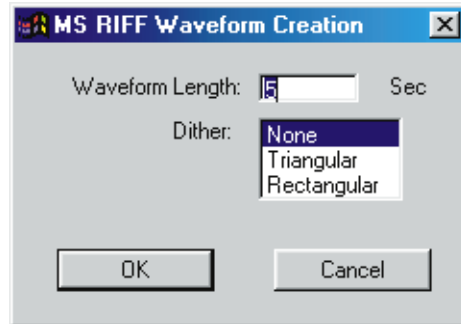 MS RIFF Waveform Creation
Waveform Length: 5 Sec
Dither: None
Triangular
Rectangular
OK Cancel